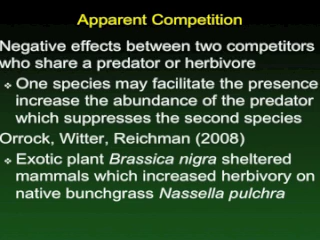 Apparent Competition
Negative effects between two competitors
who share a predator or herbivore
❖ One species may facilitate the presence
increase the abundance of the predator
which suppresses the second species
Orrock, Witter, Reichman (2008)
❖ Exotic plant Brassica nigra sheltered
mammals which increased herbivory on
native bunchgrass Nassella pulchra